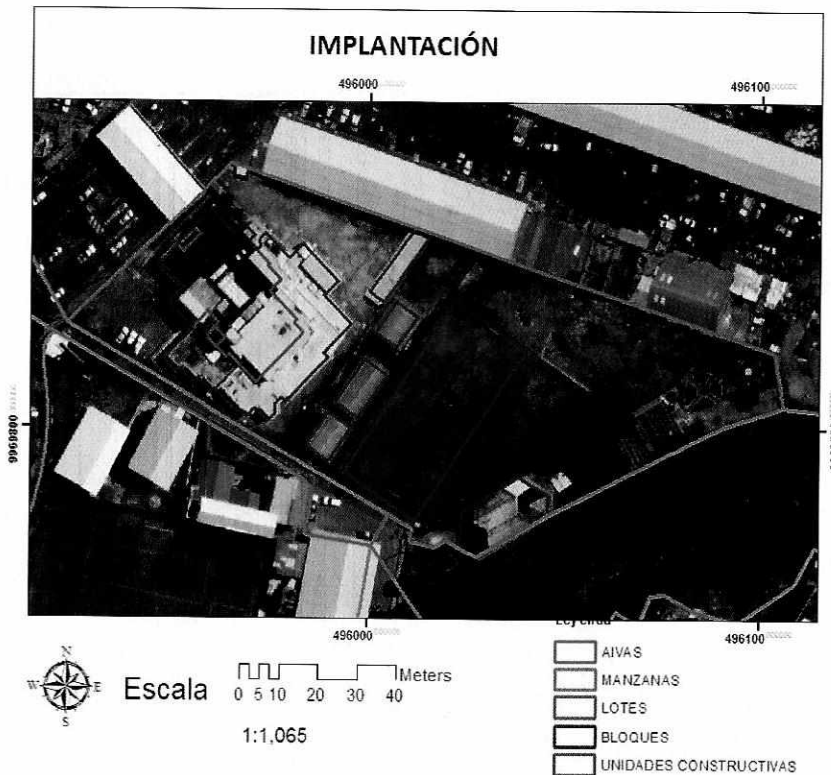 IMPLANTACIÓN
496000
496100
9969800
496000
496100
N
W E
S
Escala
0 5 10 20 30 40
Meters
1:1,065
Leyenda
AIVAS
MANZANAS
LOTES
BLOQUES
UNIDADES CONSTRUCTIVAS